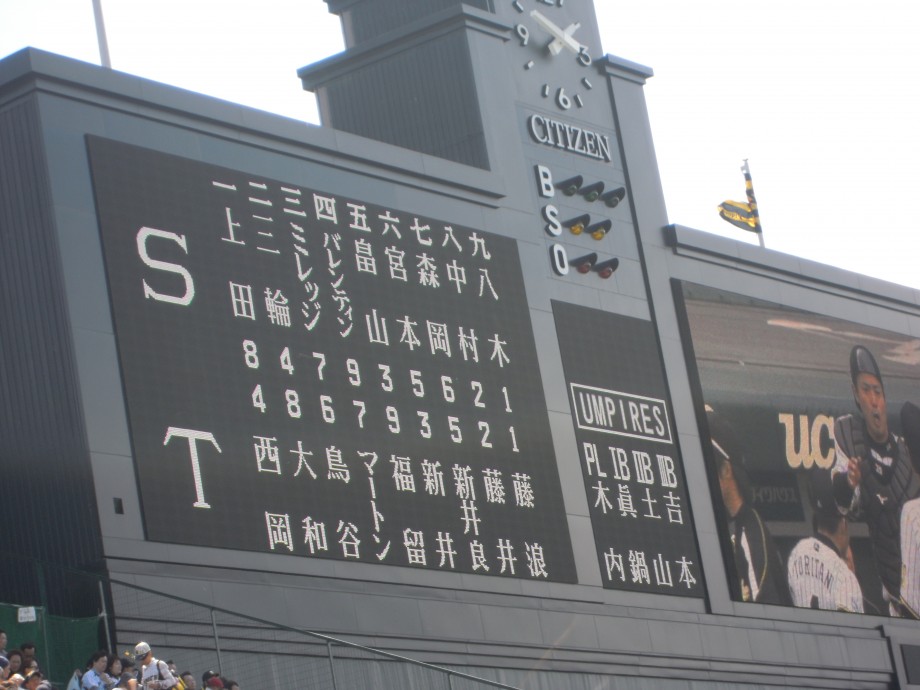 9 3 6
CITIZEN
B
S
O
一 二 三 四 五 六 七 八 九
S
上田 三輪 ミレッジ バレンティン 畠山 宮本 森岡 中村 八木
8 4 7 9 3 5 6 2 1
4 8 6 7 9 3 5 2 1
T
西岡 大和 鳥谷 マートン 福留 新井 新井良 藤井 藤浪
UMPIRES
PL ⅠB ⅡB ⅢB
木内 眞鍋 土山 吉本
UC
TORITANI